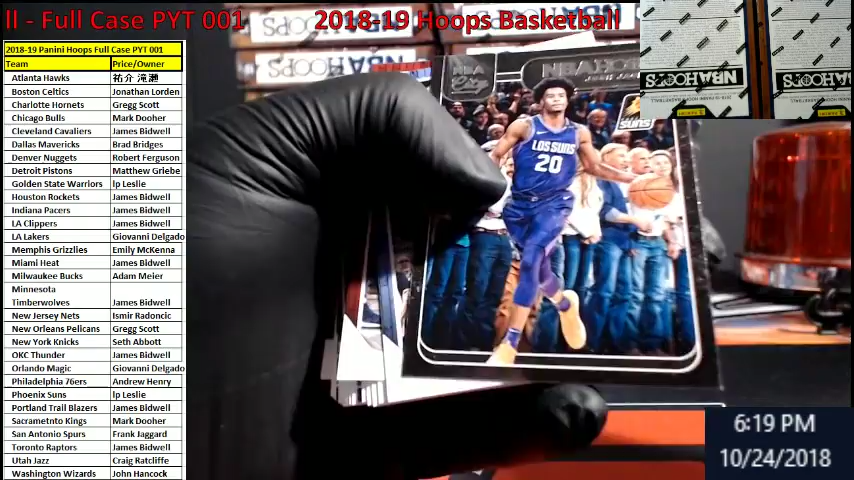 ll - Full Case PYT 001
2018-19 Hoops Basketball
2018-19 Panini Hoops Full Case PYT 001
Team Price/Owner
Atlanta Hawks 祐介 滝瀬
Boston Celtics Jonathan Lorden
Charlotte Hornets Gregg Scott
Chicago Bulls Mark Dooher
Cleveland Cavaliers James Bidwell
Dallas Mavericks Brad Bridges
Denver Nuggets Robert Ferguson
Detroit Pistons Matthew Griebe
Golden State Warriors lp Leslie
Houston Rockets James Bidwell
Indiana Pacers James Bidwell
LA Clippers James Bidwell
LA Lakers Giovanni Delgado
Memphis Grizzlies Emily McKenna
Miami Heat James Bidwell
Milwaukee Bucks Adam Meier
Minnesota
Timberwolves James Bidwell
New Jersey Nets Ismir Radoncic
New Orleans Pelicans Gregg Scott
New York Knicks Seth Abbott
OKC Thunder James Bidwell
Orlando Magic Giovanni Delgado
Philadelphia 76ers Andrew Henry
Phoenix Suns lp Leslie
Portland Trail Blazers James Bidwell
Sacrametnto Kings Mark Dooher
San Antonio Spurs Frank Jaggard
Toronto Raptors James Bidwell
Utah Jazz Craig Ratcliffe
Washington Wizards John Hancock
HOOPS
NBA
SUNS
LOS SUNS
20
NBA HOOPS
NBA HOOPS
6:19 PM
10/24/2018